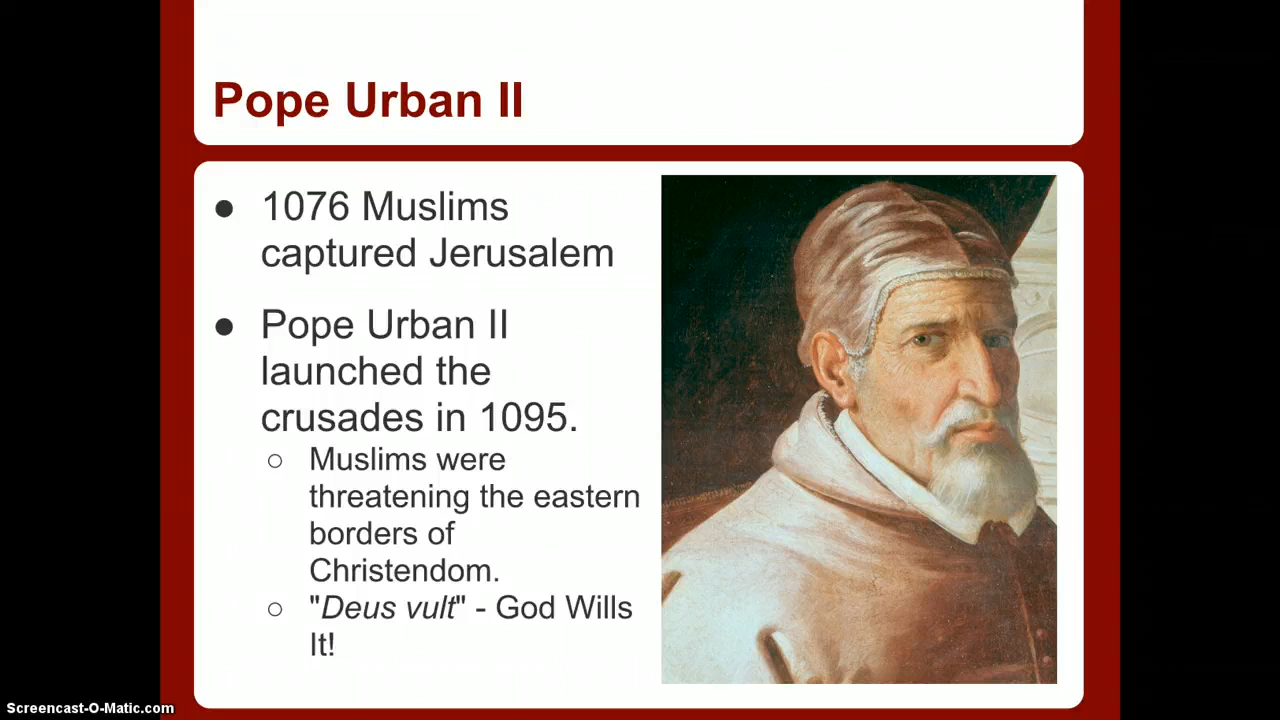 Pope Urban II
● 1076 Muslims
captured Jerusalem
● Pope Urban II
launched the
crusades in 1095.
○ Muslims were
threatening the eastern
borders of
Christendom.
○ "Deus vult" - God Wills
It!
Screencast-O-Matic.com